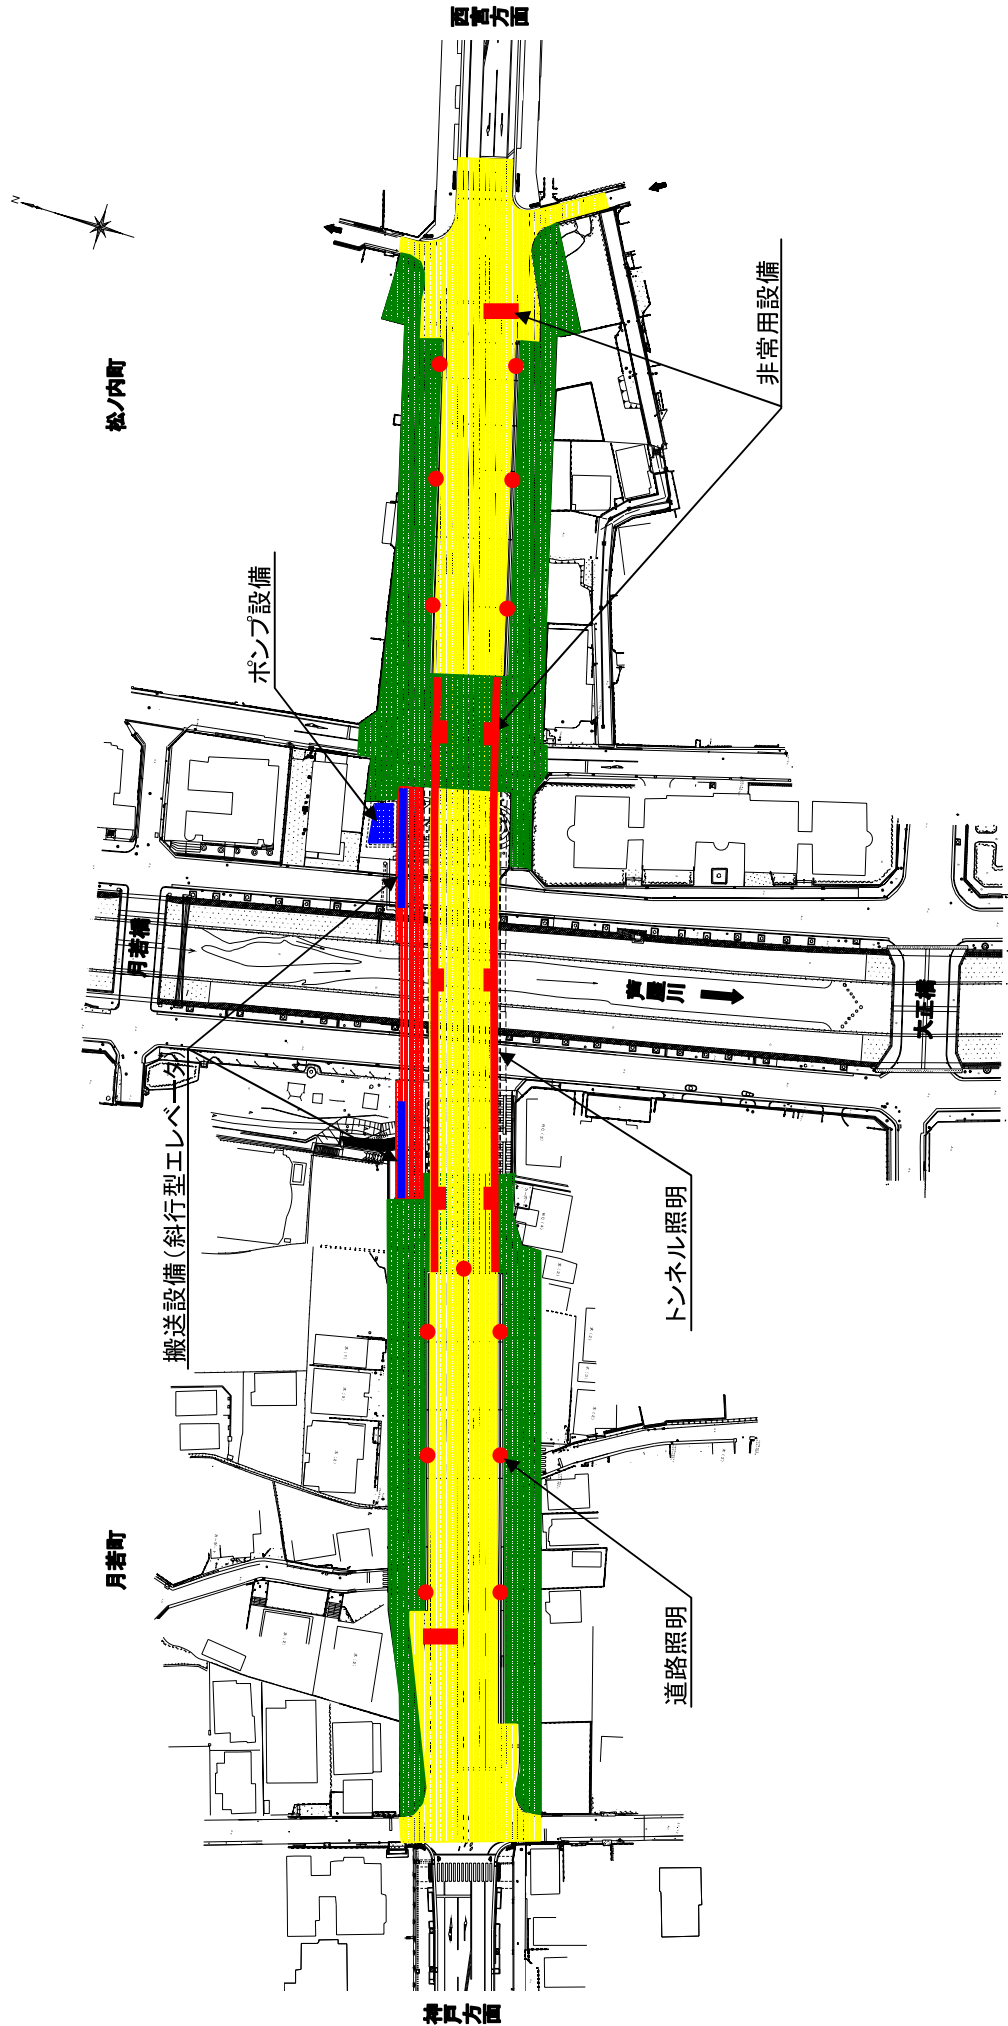 西宮方面
N
松ノ内町
非常用設備
ポンプ設備
月若橋
芦屋川
大正橋
搬送設備(斜行型エレベータ)
トンネル照明
月若町
道路照明
神戸方面